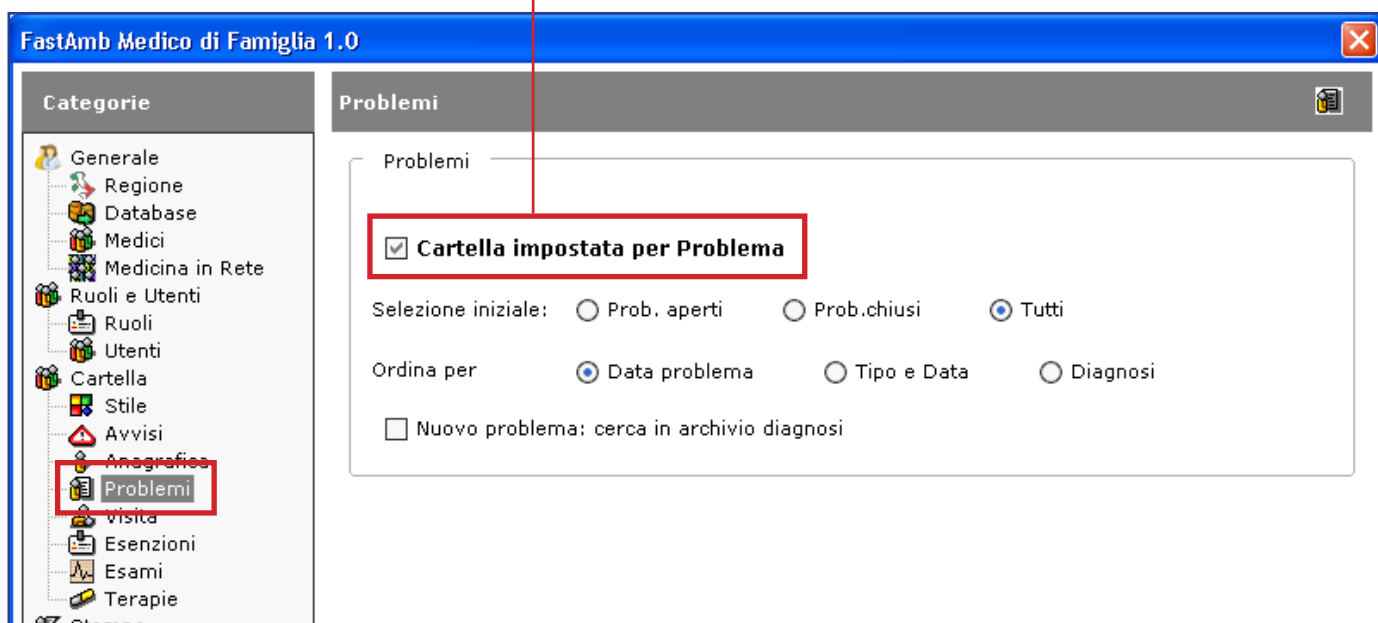 FastAmb Medico di Famiglia 1.0
Categorie
Problemi
Generale
Regione
Database
Medici
Medicina in Rete
Ruoli e Utenti
Ruoli
Utenti
Cartella
Stile
Avvisi
Anagrafica
Problemi
Visita
Esenzioni
Esami
Terapie
Problemi
Cartella impostata per Problema
Selezione iniziale: Prob. aperti Prob.chiusi Tutti
Ordina per Data problema Tipo e Data Diagnosi
Nuovo problema: cerca in archivio diagnosi